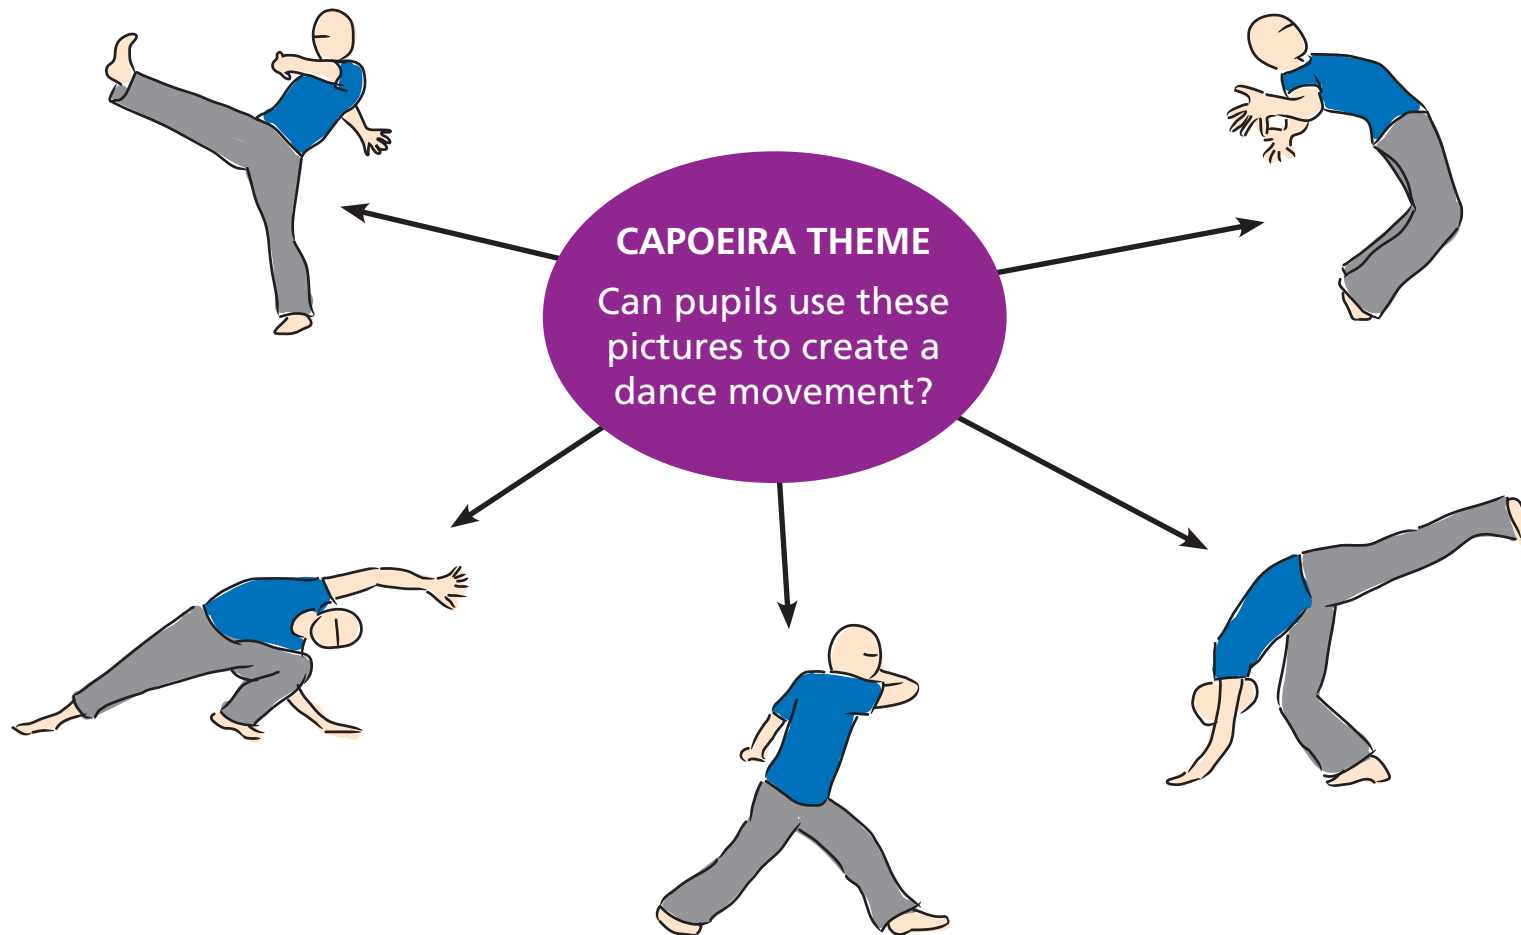 CAPOEIRA THEME
Can pupils use these
pictures to create a
dance movement?